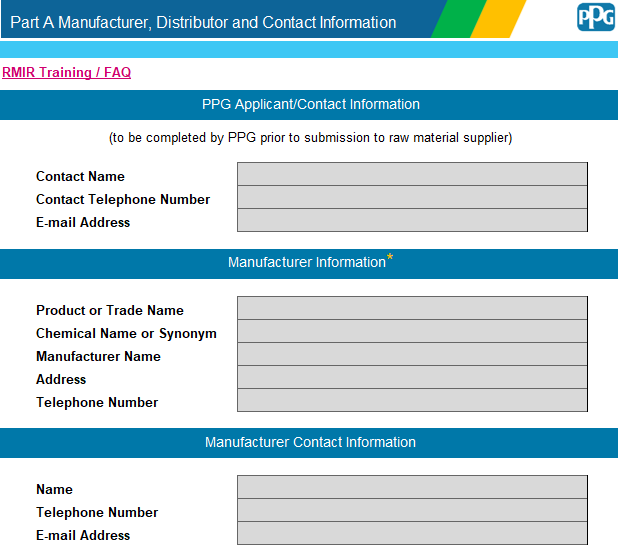 Part A Manufacturer, Distributor and Contact Information
PPG
RMIR Training / FAQ
PPG Applicant/Contact Information
(to be completed by PPG prior to submission to raw material supplier)
Contact Name
Contact Telephone Number
E-mail Address
Manufacturer Information*
Product or Trade Name
Chemical Name or Synonym
Manufacturer Name
Address
Telephone Number
Manufacturer Contact Information
Name
Telephone Number
E-mail Address